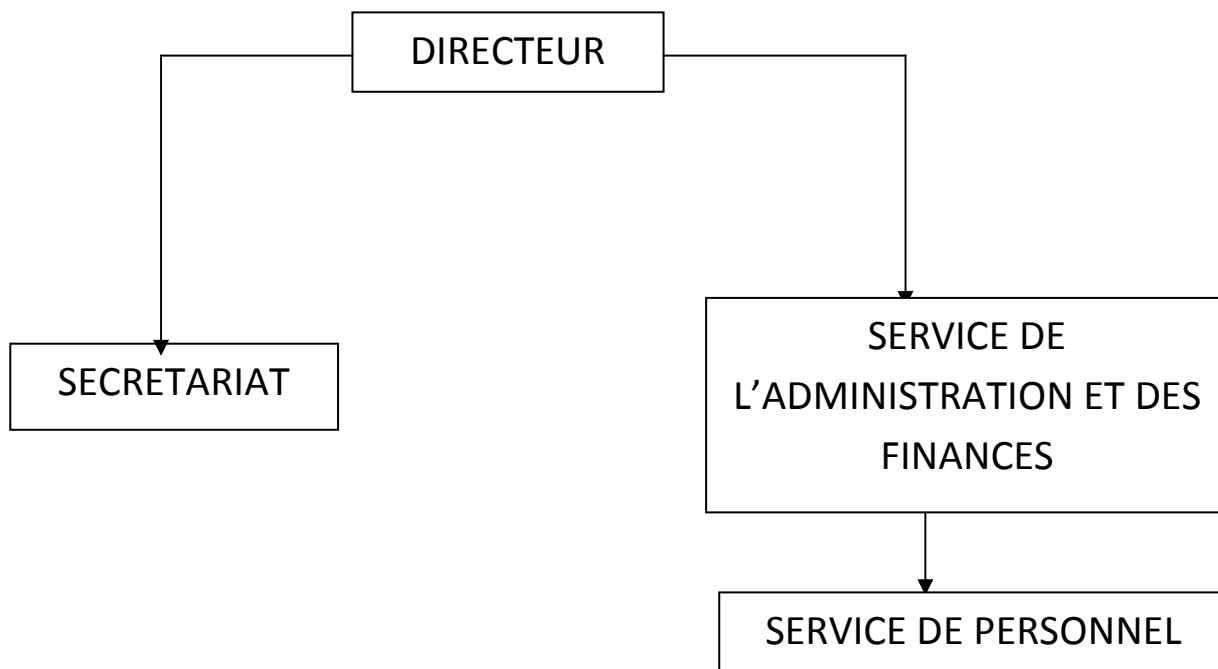 DIRECTEUR
SECRETARIAT
SERVICE DE
L’ADMINISTRATION ET DES
FINANCES
SERVICE DE PERSONNEL